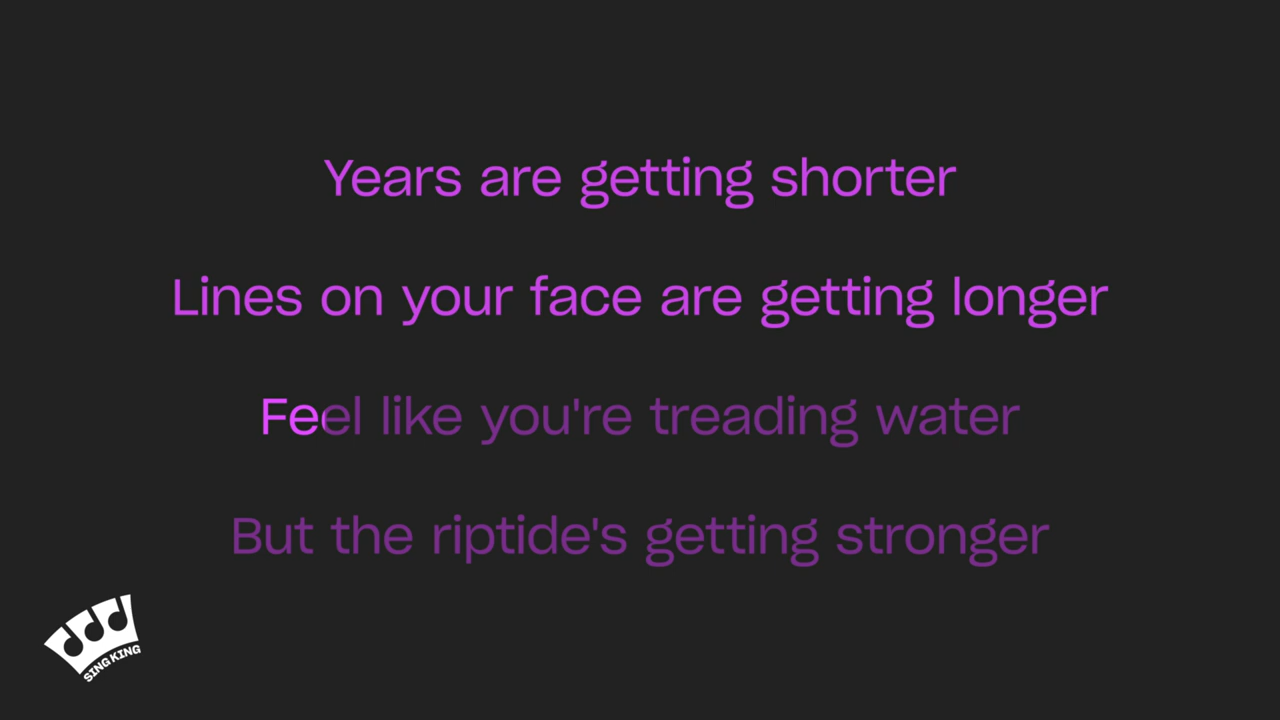 Years are getting shorter
Lines on your face are getting longer
Feel like you're treading water
But the riptide's getting stronger
SING KING